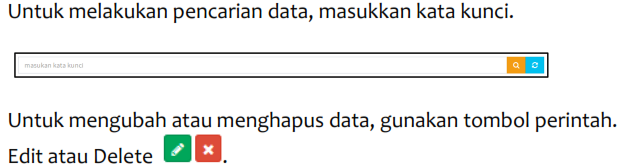 Untuk melakukan pencarian data, masukkan kata kunci.
masukan kata kunci
Untuk mengubah atau menghapus data, gunakan tombol perintah.
Edit atau Delete .